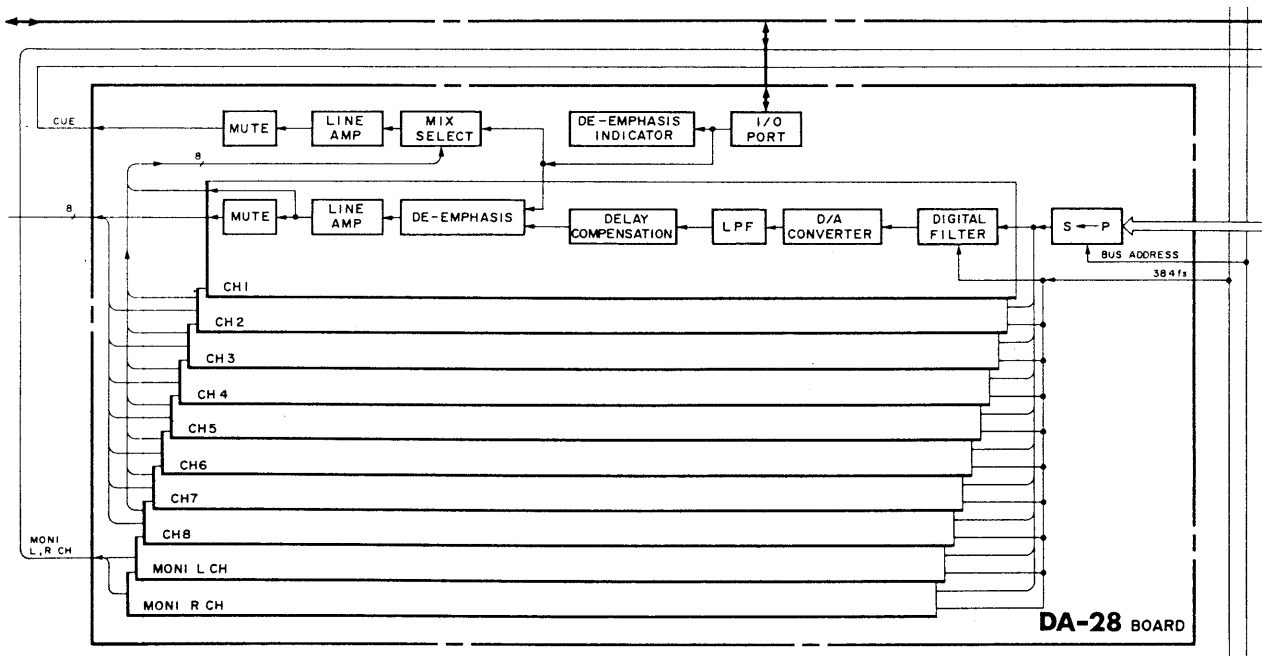 CUE
MUTE
LINE
AMP
MIX
SELECT
DE-EMPHASIS
INDICATOR
I/O
PORT
8
8
MUTE
LINE
AMP
DE-EMPHASIS
DELAY
COMPENSATION
LPF
D/A
CONVERTER
DIGITAL
FILTER
S←P
BUS ADDRESS
384fs
CH1
CH2
CH3
CH4
CH5
CH6
CH7
CH8
MONI
L,R CH
MONI L CH
MONI R CH
DA-28 BOARD